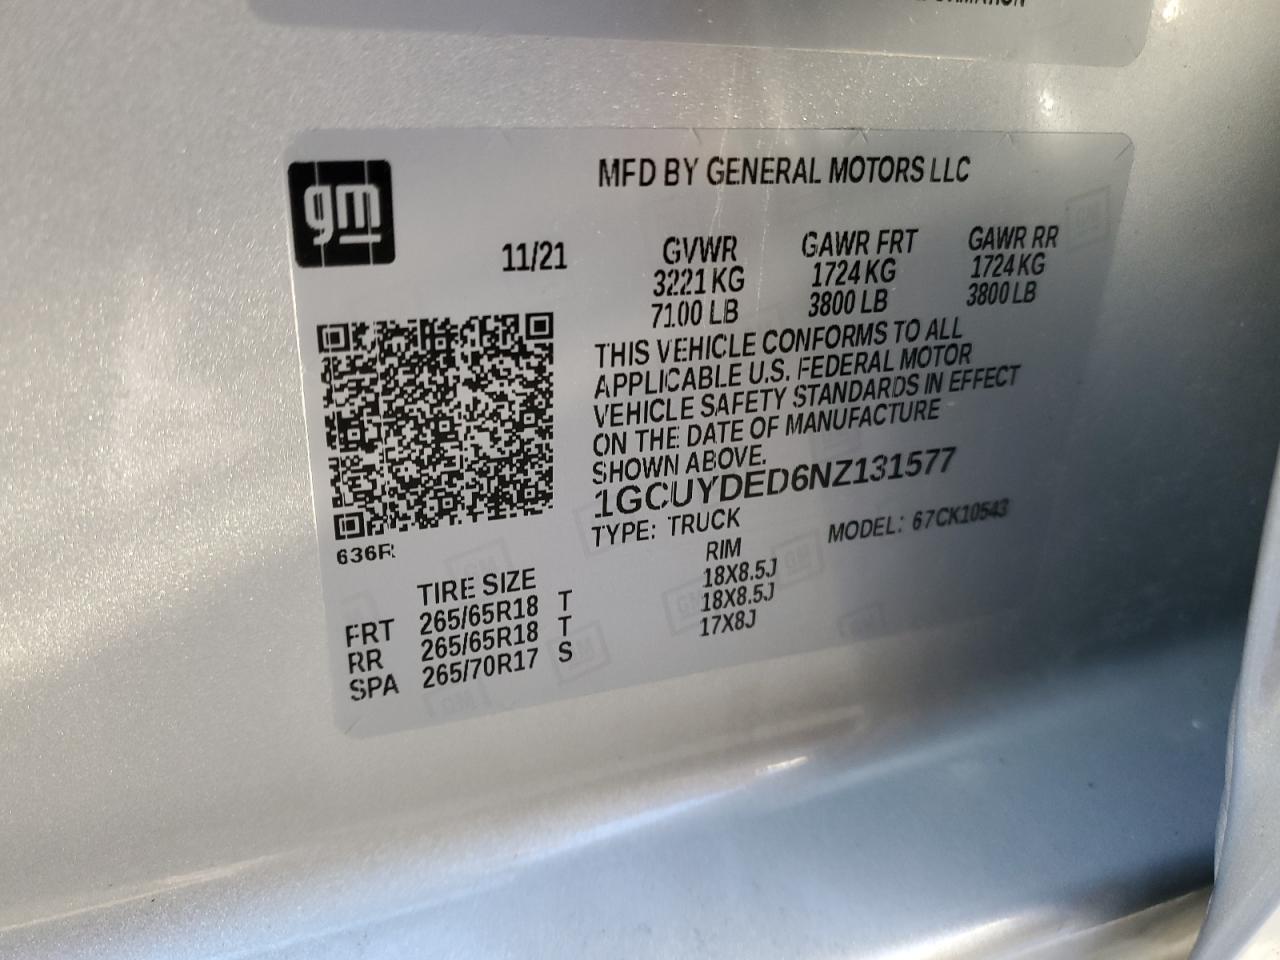 MFD BY GENERAL MOTORS LLC
gm
11/21 GVWR GAWR FRT GAWR RR
3221 KG 1724 KG 1724 KG
7100 LB 3800 LB 3800 LB
THIS VEHICLE CONFORMS TO ALL
APPLICABLE U.S. FEDERAL MOTOR
VEHICLE SAFETY STANDARDS IN EFFECT
ON THE DATE OF MANUFACTURE
SHOWN ABOVE.
1GCUYDED6NZ131577
TYPE: TRUCK MODEL: 67CK10543
636R
TIRE SIZE RIM
FRT 265/65R18 T 18X8.5J
RR 265/65R18 T 18X8.5J
SPA 265/70R17 S 17X8J